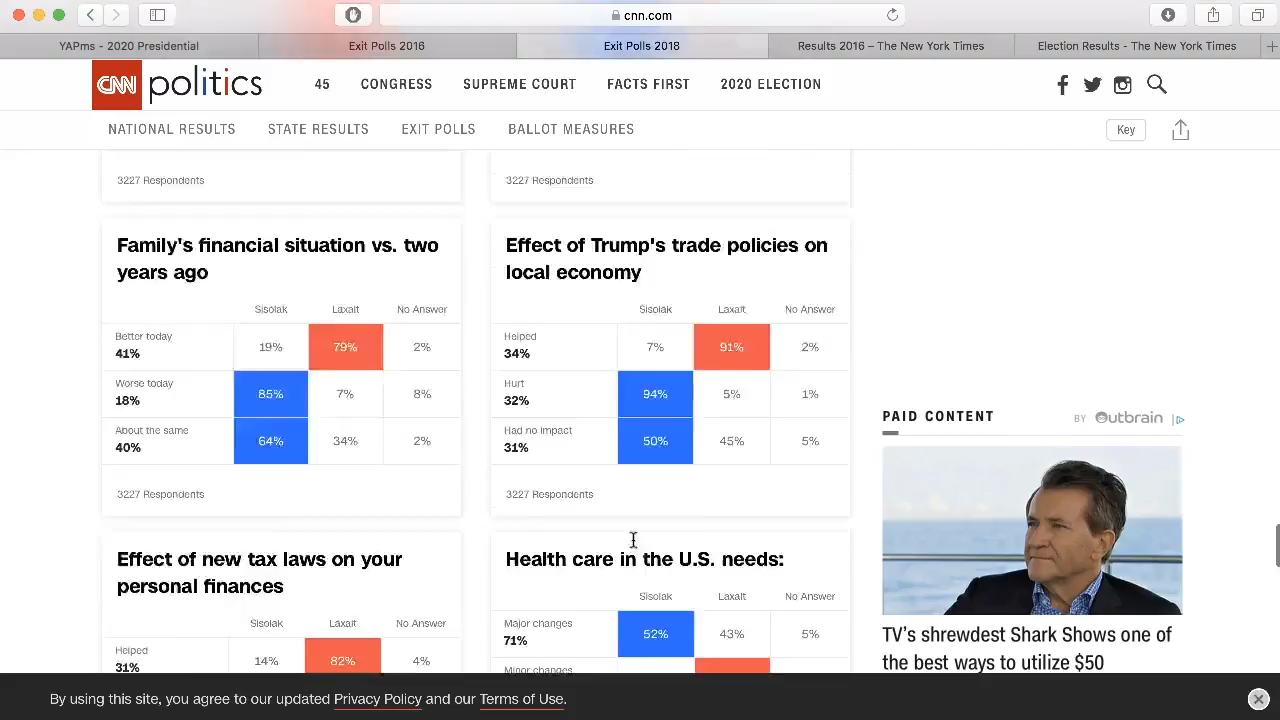 cnn.com
YAPms - 2020 Presidential
Exit Polls 2016
Exit Polls 2018
Results 2016 – The New York Times
Election Results - The New York Times
CNN politics
45 CONGRESS SUPREME COURT FACTS FIRST 2020 ELECTION
NATIONAL RESULTS STATE RESULTS EXIT POLLS BALLOT MEASURES
Key
3227 Respondents
3227 Respondents
Family's financial situation vs. two
years ago
Sisolak Laxalt No Answer
Better today
41% 19% 79% 2%
Worse today
18% 85% 7% 8%
About the same
40% 64% 34% 2%
3227 Respondents
Effect of Trump's trade policies on
local economy
Sisolak Laxalt No Answer
Helped
34% 7% 91% 2%
Hurt
32% 94% 5% 1%
Had no impact
31% 50% 45% 5%
3227 Respondents
Effect of new tax laws on your
personal finances
Sisolak Laxalt No Answer
Helped
31% 14% 82% 4%
Health care in the U.S. needs:
Sisolak Laxalt No Answer
Major changes
71% 52% 43% 5%
Minor changes
PAID CONTENT
BY Outbrain
TV's shrewdest Shark Shows one of
the best ways to utilize $50
By using this site, you agree to our updated Privacy Policy and our Terms of Use.